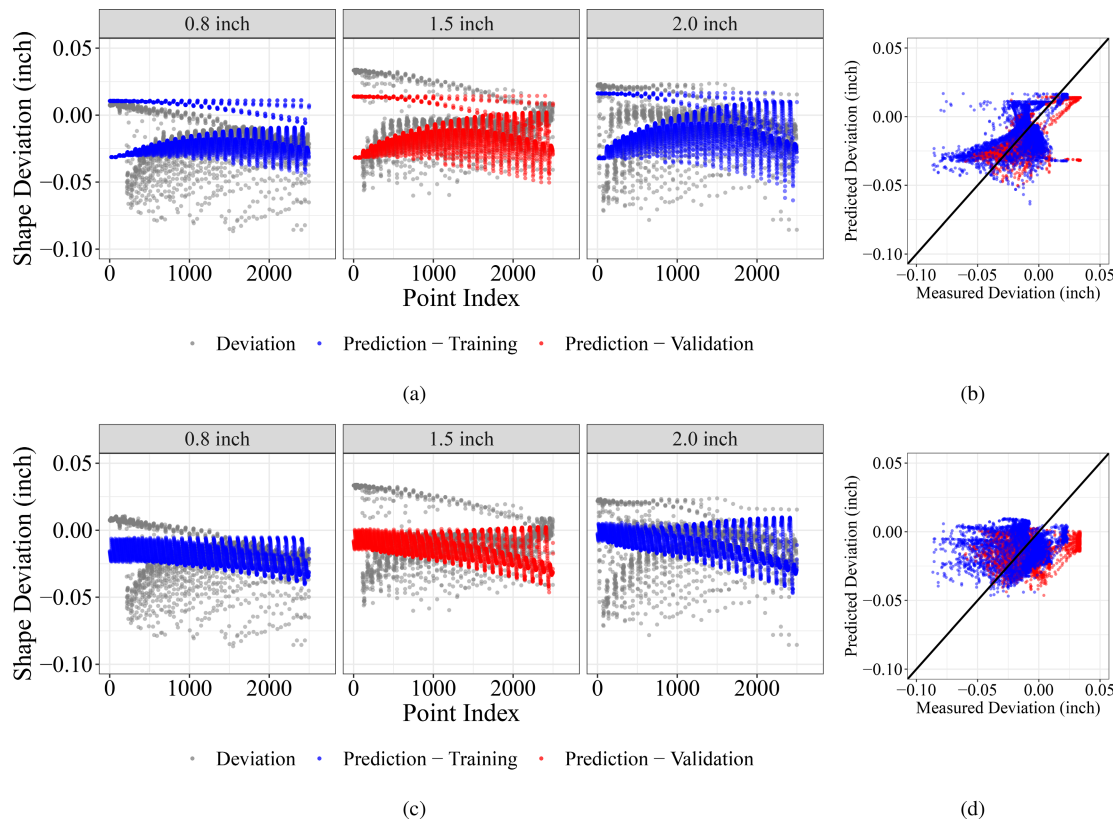 0.8 inch 1.5 inch 2.0 inch
Shape Deviation (inch)
0.05
0.00
−0.05
−0.10
0 1000 2000 0 1000 2000 0 1000 2000
Point Index
Deviation Prediction − Training Prediction − Validation
(a)
Predicted Deviation (inch)
0.05
0.00
−0.05
−0.10
−0.10 −0.05 0.00 0.05
Measured Deviation (inch)
(b)
0.8 inch 1.5 inch 2.0 inch
Shape Deviation (inch)
0.05
0.00
−0.05
−0.10
0 1000 2000 0 1000 2000 0 1000 2000
Point Index
Deviation Prediction − Training Prediction − Validation
(c)
Predicted Deviation (inch)
0.05
0.00
−0.05
−0.10
−0.10 −0.05 0.00 0.05
Measured Deviation (inch)
(d)